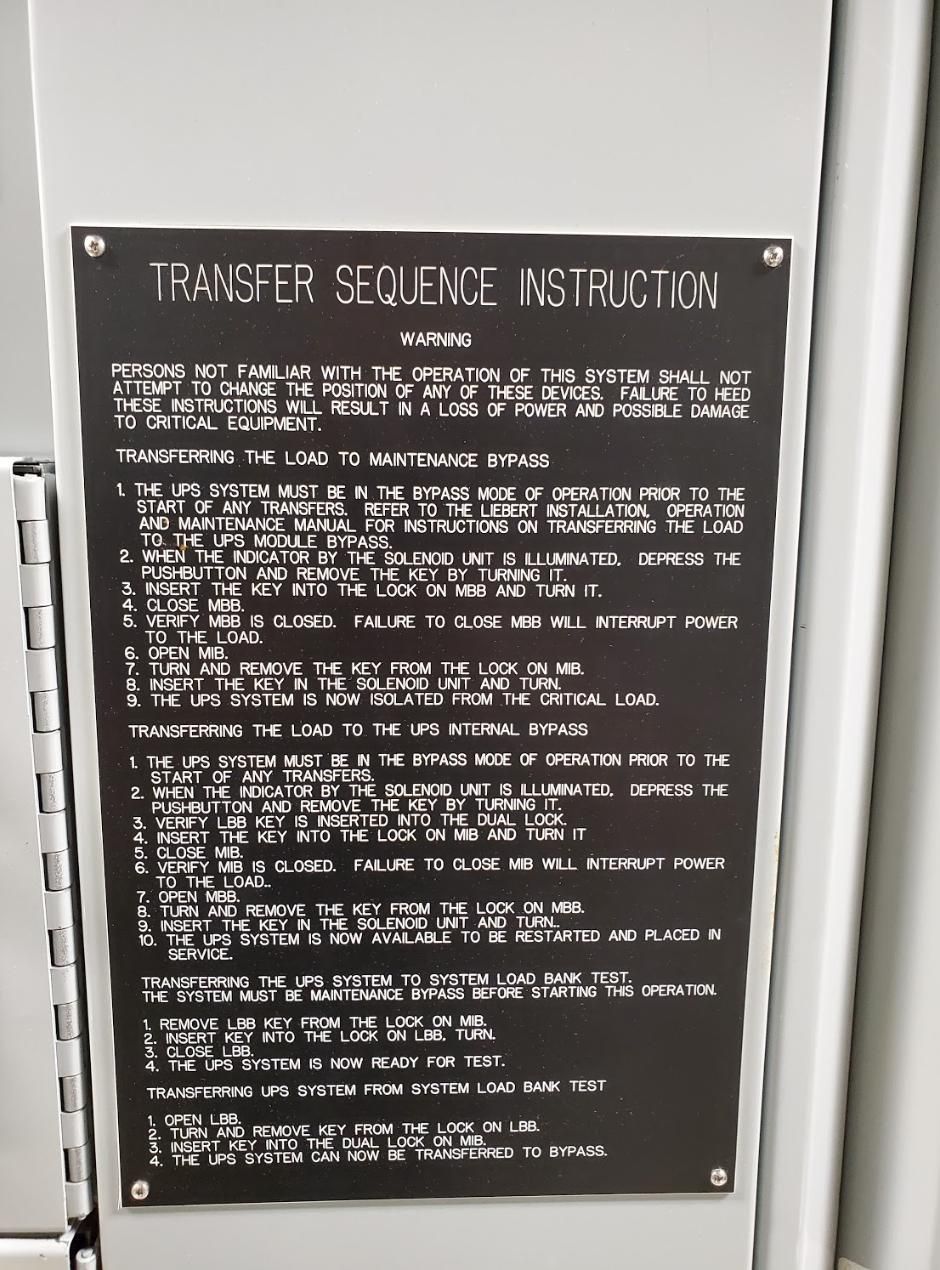 TRANSFER SEQUENCE INSTRUCTION
WARNING
PERSONS NOT FAMILIAR WITH THE OPERATION OF THIS SYSTEM SHALL NOT
ATTEMPT TO CHANGE THE POSITION OF ANY OF THESE DEVICES. FAILURE TO HEED
THESE INSTRUCTIONS WILL RESULT IN A LOSS OF POWER AND POSSIBLE DAMAGE
TO CRITICAL EQUIPMENT.
TRANSFERRING THE LOAD TO MAINTENANCE BYPASS
1. THE UPS SYSTEM MUST BE IN THE BYPASS MODE OF OPERATION PRIOR TO THE
START OF ANY TRANSFERS. REFER TO THE LIEBERT INSTALLATION, OPERATION
AND MAINTENANCE MANUAL FOR INSTRUCTIONS ON TRANSFERRING THE LOAD
TO THE UPS MODULE BYPASS.
2. WHEN THE INDICATOR BY THE SOLENOID UNIT IS ILLUMINATED, DEPRESS THE
PUSHBUTTON AND REMOVE THE KEY BY TURNING IT.
3. INSERT THE KEY INTO THE LOCK ON MBB AND TURN IT.
4. CLOSE MBB.
5. VERIFY MBB IS CLOSED. FAILURE TO CLOSE MBB WILL INTERRUPT POWER
TO THE LOAD.
6. OPEN MIB.
7. TURN AND REMOVE THE KEY FROM THE LOCK ON MIB.
8. INSERT THE KEY IN THE SOLENOID UNIT AND TURN.
9. THE UPS SYSTEM IS NOW ISOLATED FROM THE CRITICAL LOAD.
TRANSFERRING THE LOAD TO THE UPS INTERNAL BYPASS
1. THE UPS SYSTEM MUST BE IN THE BYPASS MODE OF OPERATION PRIOR TO THE
START OF ANY TRANSFERS.
2. WHEN THE INDICATOR BY THE SOLENOID UNIT IS ILLUMINATED, DEPRESS THE
PUSHBUTTON AND REMOVE THE KEY BY TURNING IT.
3. VERIFY LBB KEY IS INSERTED INTO THE DUAL LOCK.
4. INSERT THE KEY INTO THE LOCK ON MIB AND TURN IT
5. CLOSE MIB.
6. VERIFY MIB IS CLOSED. FAILURE TO CLOSE MIB WILL INTERRUPT POWER
TO THE LOAD..
7. OPEN MBB.
8. TURN AND REMOVE THE KEY FROM THE LOCK ON MBB.
9. INSERT THE KEY IN THE SOLENOID UNIT AND TURN..
10. THE UPS SYSTEM IS NOW AVAILABLE TO BE RESTARTED AND PLACED IN
SERVICE.
TRANSFERRING THE UPS SYSTEM TO SYSTEM LOAD BANK TEST.
THE SYSTEM MUST BE MAINTENANCE BYPASS BEFORE STARTING THIS OPERATION.
1. REMOVE LBB KEY FROM THE LOCK ON MIB.
2. INSERT KEY INTO THE LOCK ON LBB, TURN.
3. CLOSE LBB.
4. THE UPS SYSTEM IS NOW READY FOR TEST.
TRANSFERRING UPS SYSTEM FROM SYSTEM LOAD BANK TEST
1. OPEN LBB.
2. TURN AND REMOVE KEY FROM THE LOCK ON LBB.
3. INSERT KEY INTO THE DUAL LOCK ON MIB.
4. THE UPS SYSTEM CAN NOW BE TRANSFERRED TO BYPASS.